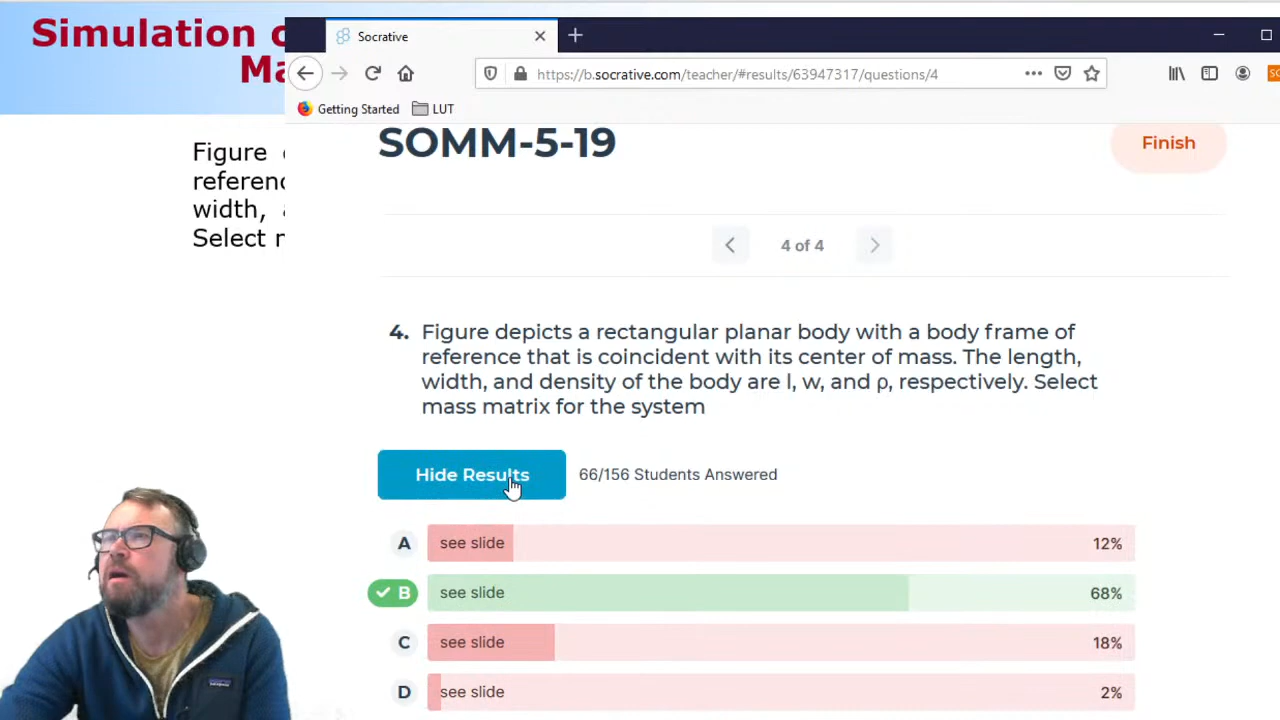 Simulation o
Ma
Socrative
https://b.socrative.com/teacher/#results/63947317/questions/4
Getting Started
LUT
Figure
referenc
width,
Select
SOMM-5-19
Finish
4 of 4
4. Figure depicts a rectangular planar body with a body frame of
reference that is coincident with its center of mass. The length,
width, and density of the body are l, w, and ρ, respectively. Select
mass matrix for the system
Hide Results
66/156 Students Answered
A see slide 12%
B see slide 68%
C see slide 18%
D see slide 2%